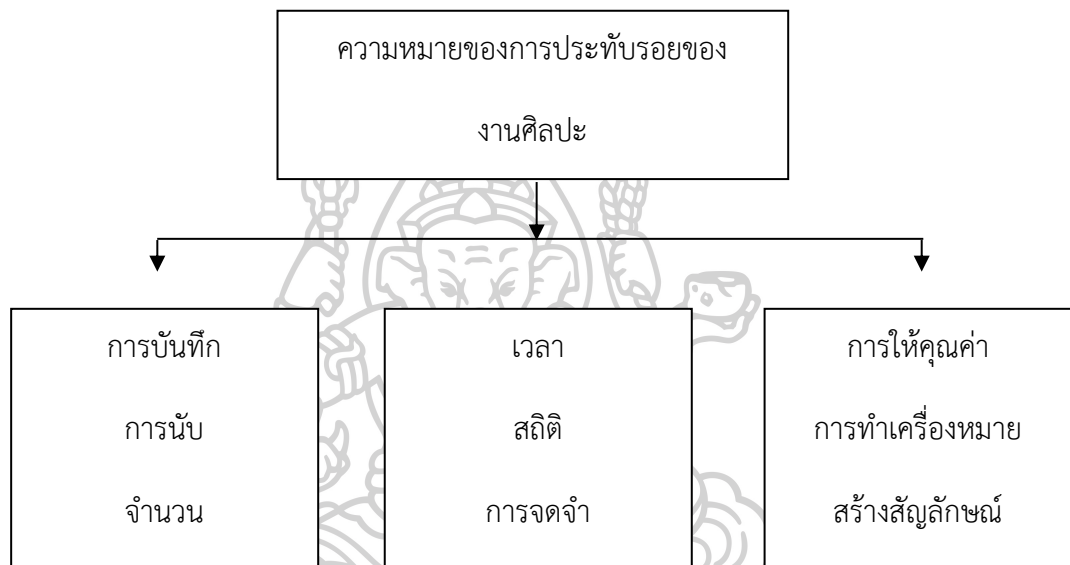 ความหมายของการประทับรอยของ
งานศิลปะ
การบันทึก
การนับ
จำนวน
เวลา
สถิติ
การจดจำ
การให้คุณค่า
การทำเครื่องหมาย
สร้างสัญลักษณ์